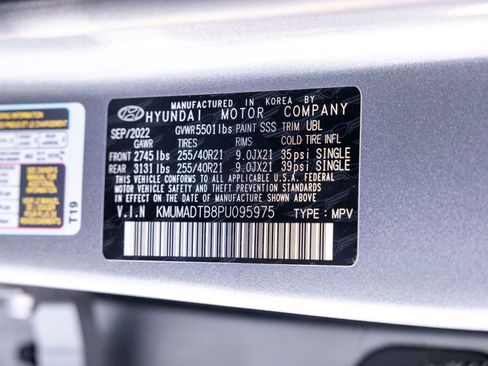 MANUFACTURED IN KOREA BY
HYUNDAI MOTOR COMPANY
SEP/2022 GVWR 5501 lbs PAINT SSS TRIM UBL
GAWR TIRES RIMS COLD TIRE INFL
FRONT 2745 lbs 255/40R21 9.0JX21 35psi SINGLE
REAR 3131 lbs 255/40R21 9.0JX21 39psi SINGLE
THIS VEHICLE CONFORMS TO ALL APPLICABLE U.S.A. FEDERAL
MOTOR VEHICLE SAFETY AND THEFT PREVENTION STANDARDS
IN EFFECT ON THE DATE OF MANUFACTURE SHOWN ABOVE.
V.I.N KMUMADTB8PU095975 TYPE : MPV
T19